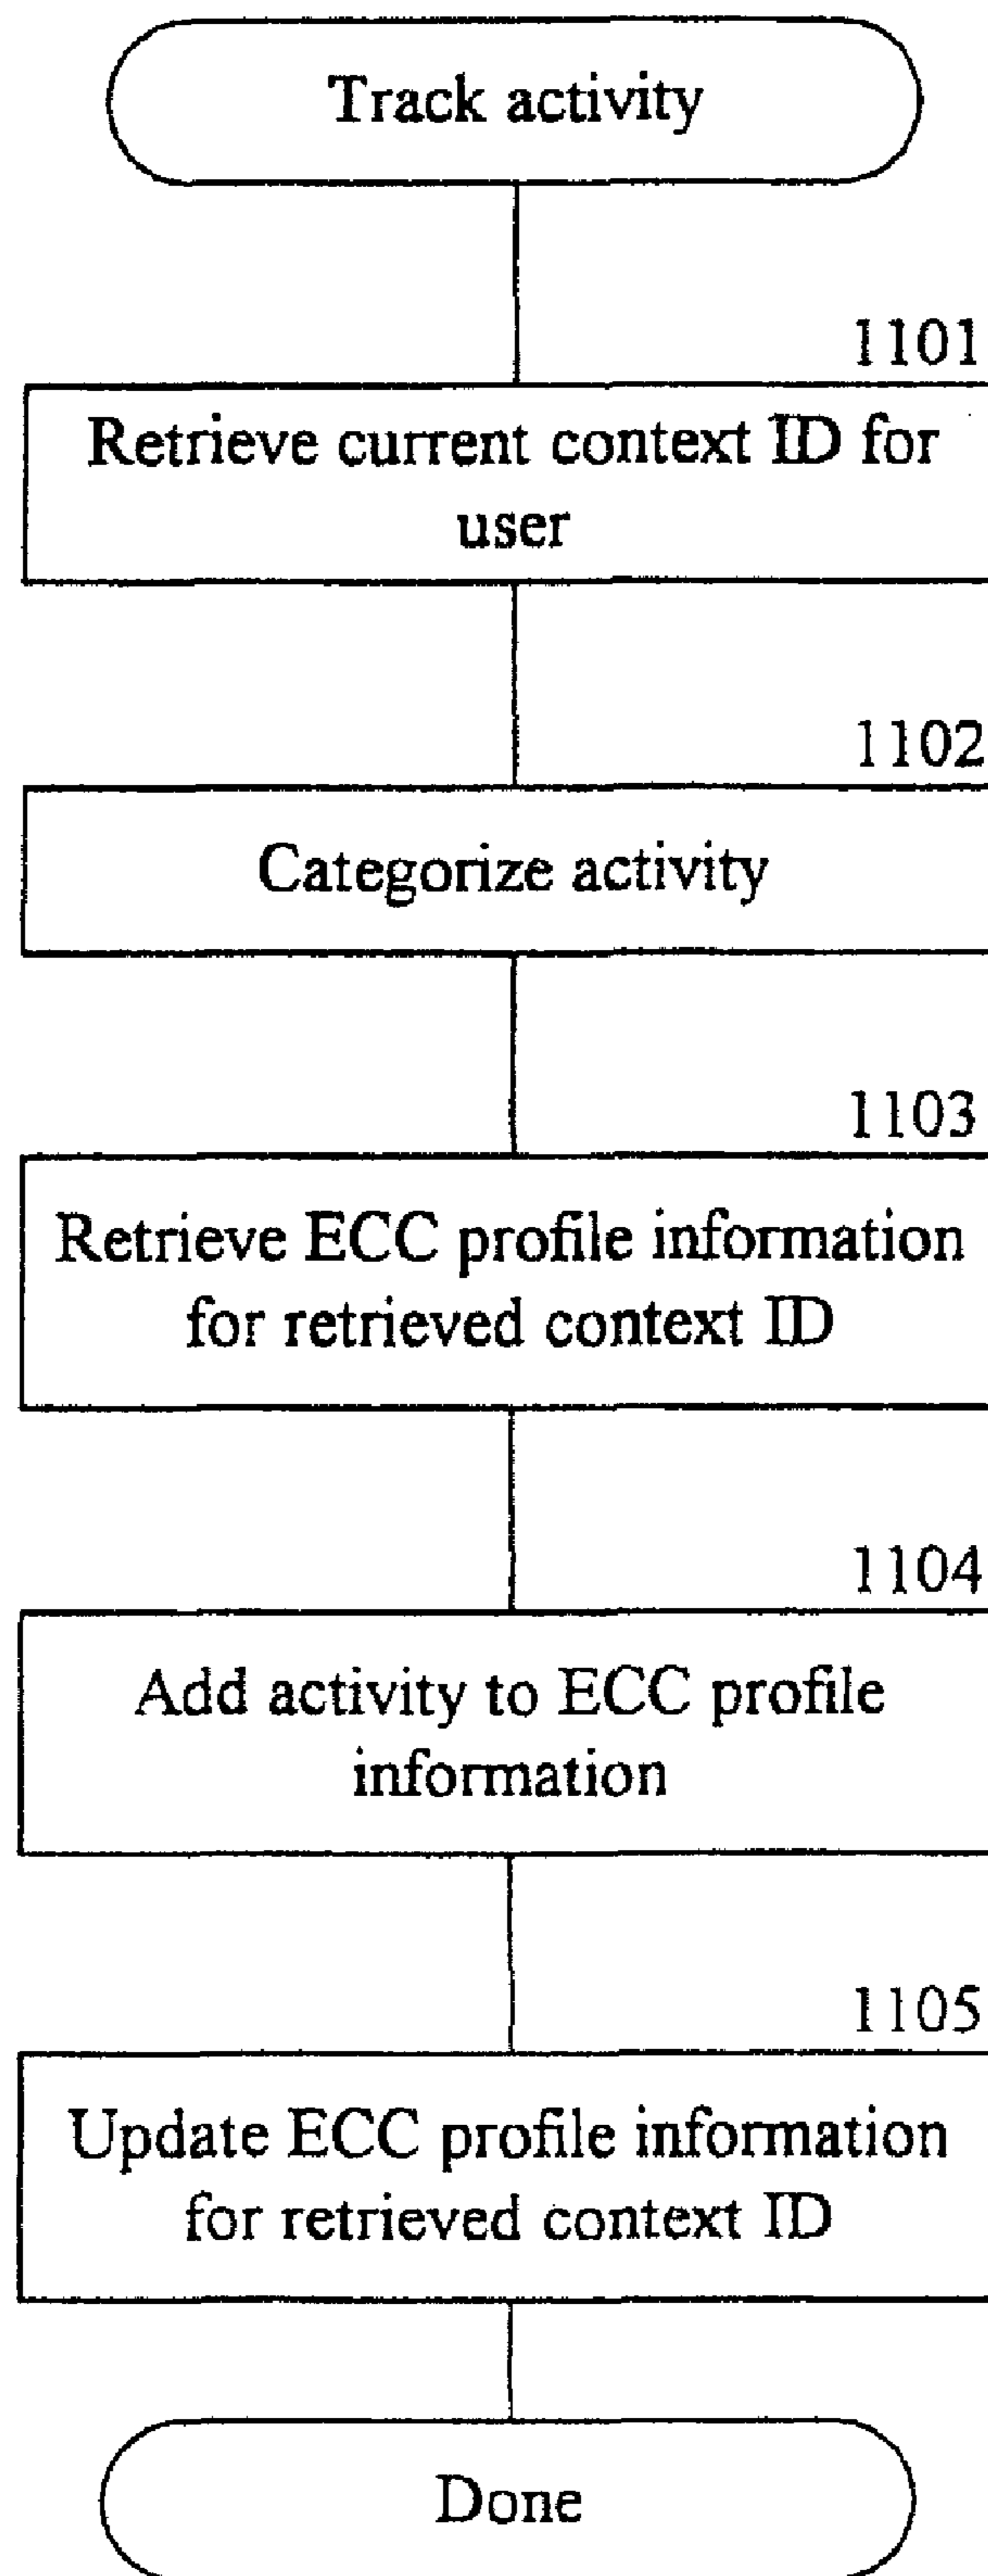 Track activity
1101
Retrieve current context ID for
user
1102
Categorize activity
1103
Retrieve ECC profile information
for retrieved context ID
1104
Add activity to ECC profile
information
1105
Update ECC profile information
for retrieved context ID
Done